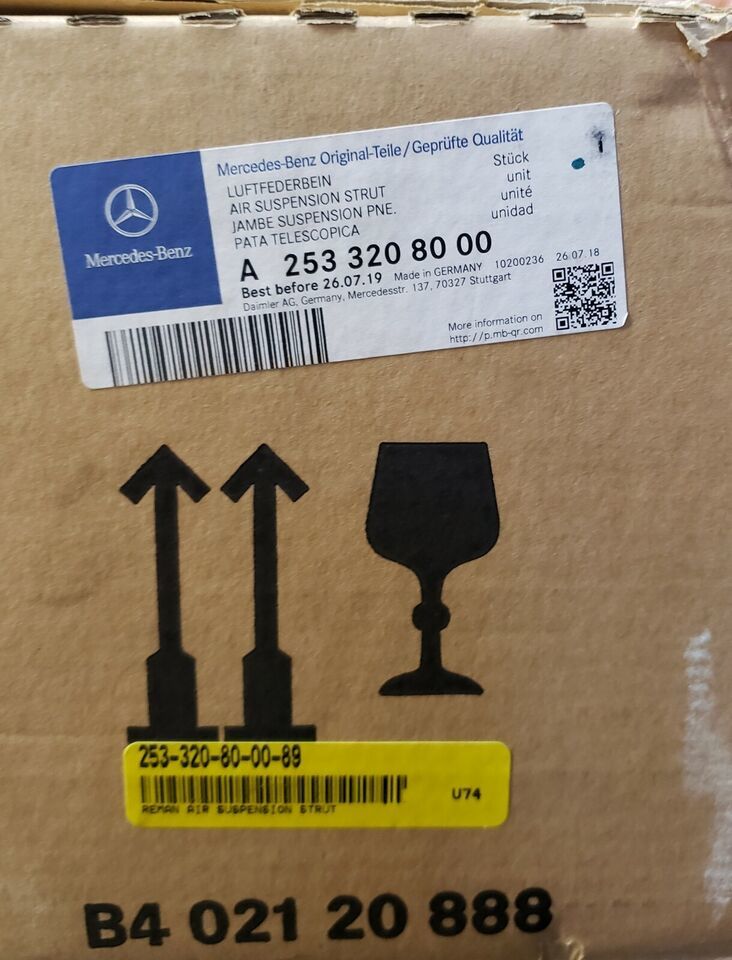 Mercedes-Benz
Mercedes-Benz Original-Teile/Geprüfte Qualität
1
LUFTFEDERBEIN Stück
AIR SUSPENSION STRUT unit
JAMBE SUSPENSION PNE. unité
PATA TELESCOPICA unidad
A 253 320 80 00
Best before 26.07.19 Made in GERMANY 10200236 26.07.18
Daimler AG, Germany, Mercedesstr. 137, 70327 Stuttgart
More information on
http://p.mb-qr.com
253-320-80-00-89
U74
REMAN AIR SUSPENSION STRUT
B4 021 20 888